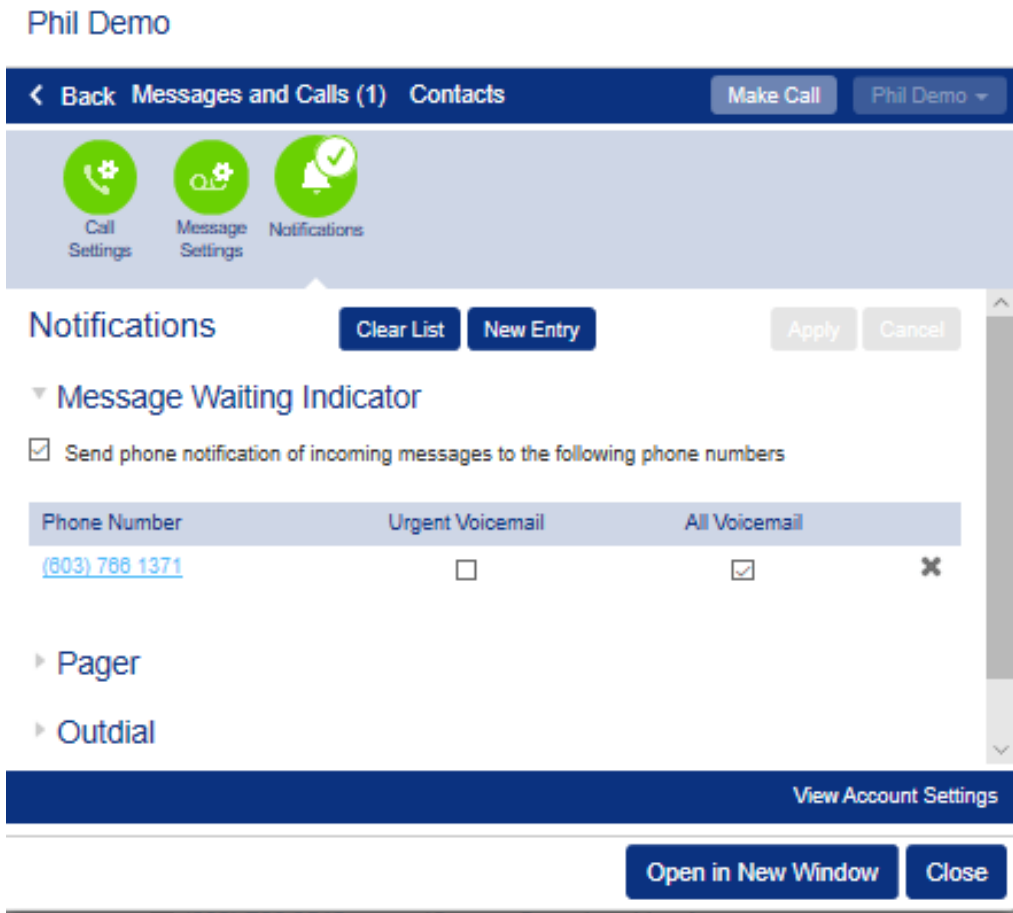 Phil Demo
Back Messages and Calls (1) Contacts Make Call Phil Demo
Call Settings
Message Settings
Notifications
Notifications Clear List New Entry Apply Cancel
Message Waiting Indicator
Send phone notification of incoming messages to the following phone numbers
Phone Number Urgent Voicemail All Voicemail
(603) 766 1371
Pager
Outdial
View Account Settings
Open in New Window Close